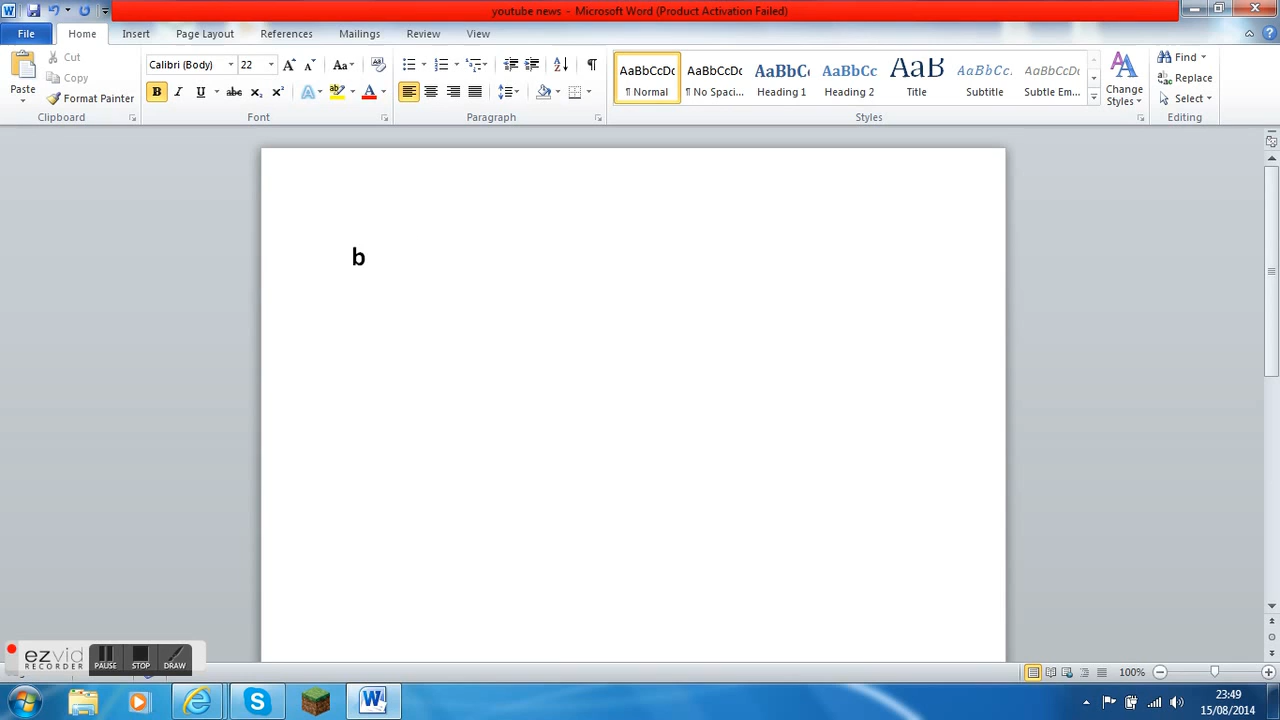 youtube news - Microsoft Word (Product Activation Failed)
File Home Insert Page Layout References Mailings Review View
Paste
Cut
Copy
Format Painter
Clipboard
Calibri (Body) 22
Font
Paragraph
AaBbCcDc AaBbCcDc AaBbC AaBbCc AaB AaBbCc. AaBbCcDc
¶ Normal ¶ No Spaci... Heading 1 Heading 2 Title Subtitle Subtle Em...
Change Styles
Styles
Find
Replace
Select
Editing
b
ezvid
RECORDER
PAUSE STOP DRAW
100%
23:49
15/08/2014